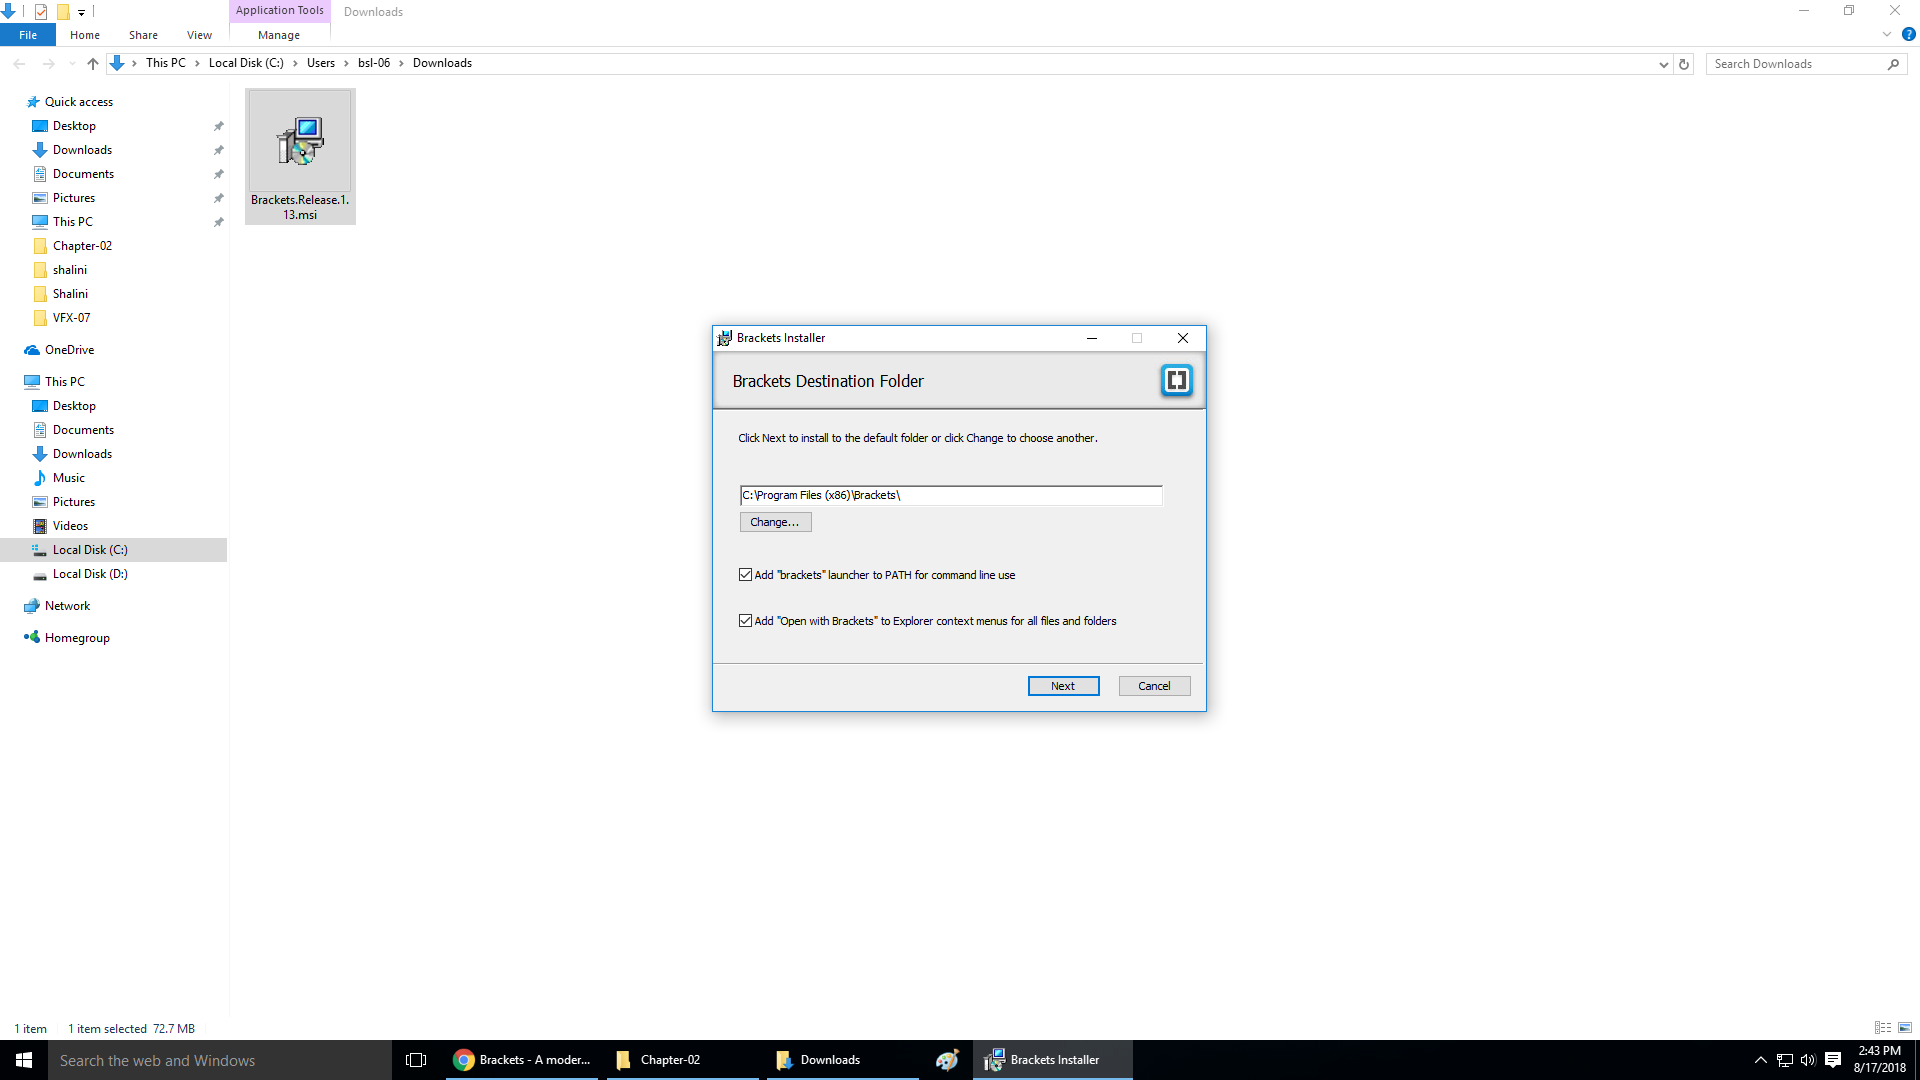 Application Tools
Downloads
File
Home
Share
View
Manage
This PC
Local Disk (C:)
Users
bsl-06
Downloads
Search Downloads
Quick access
Desktop
Downloads
Documents
Pictures
This PC
Chapter-02
shalini
Shalini
VFX-07
OneDrive
This PC
Desktop
Documents
Downloads
Music
Pictures
Videos
Local Disk (C:)
Local Disk (D:)
Network
Homegroup
Brackets.Release.1.
13.msi
Brackets Installer
Brackets Destination Folder
Click Next to install to the default folder or click Change to choose another.
C:\Program Files (x86)\Brackets\
Change...
Add "brackets" launcher to PATH for command line use
Add "Open with Brackets" to Explorer context menus for all files and folders
Next
Cancel
1 item
1 item selected 72.7 MB
Search the web and Windows
Brackets - A moder...
Chapter-02
Downloads
Brackets Installer
2:43 PM
8/17/2018